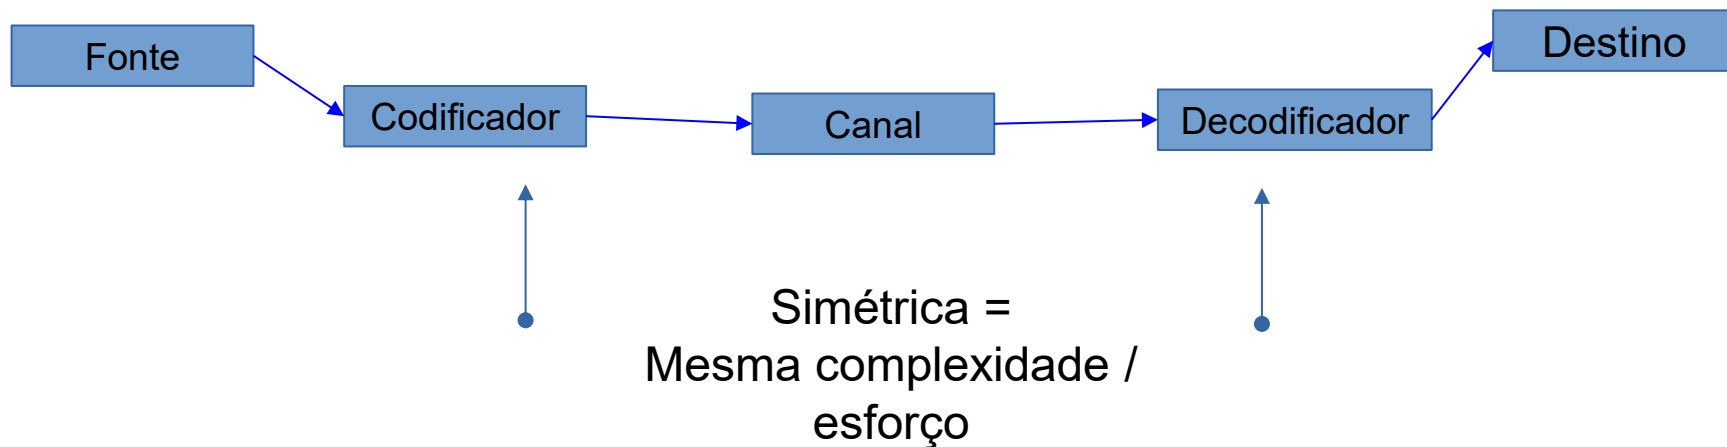 Fonte
Codificador
Canal
Decodificador
Destino
Simétrica =
Mesma complexidade /
esforço